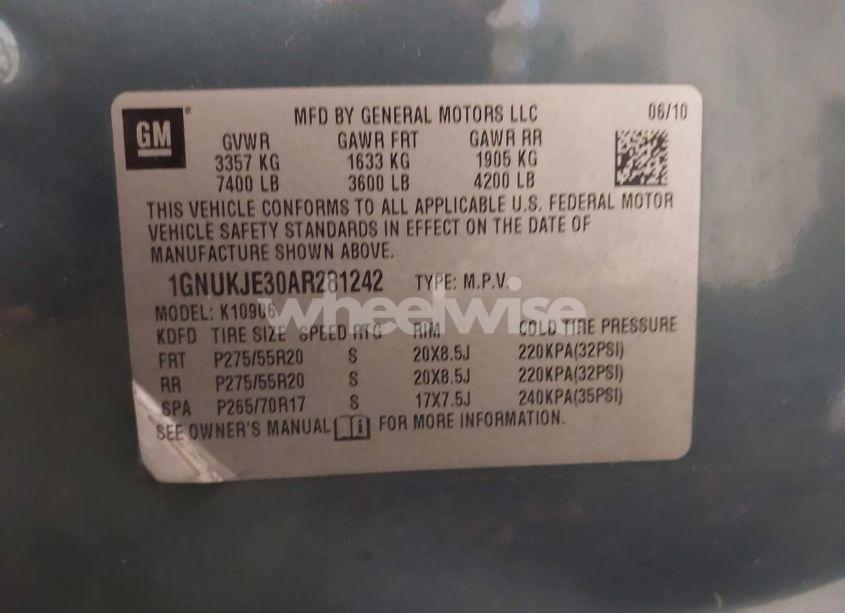 GM
MFD BY GENERAL MOTORS LLC 06/10
GVWR GAWR FRT GAWR RR
3357 KG 1633 KG 1905 KG
7400 LB 3600 LB 4200 LB
THIS VEHICLE CONFORMS TO ALL APPLICABLE U.S. FEDERAL MOTOR
VEHICLE SAFETY STANDARDS IN EFFECT ON THE DATE OF
MANUFACTURE SHOWN ABOVE.
1GNUKJE30AR281242 TYPE: M.P.V.
wheelwise
MODEL: K10906
KDFD TIRE SIZE SPEED RTG RIM COLD TIRE PRESSURE
FRT P275/55R20 S 20X8.5J 220KPA(32PSI)
RR P275/55R20 S 20X8.5J 220KPA(32PSI)
SPA P265/70R17 S 17X7.5J 240KPA(35PSI)
SEE OWNER'S MANUAL FOR MORE INFORMATION.